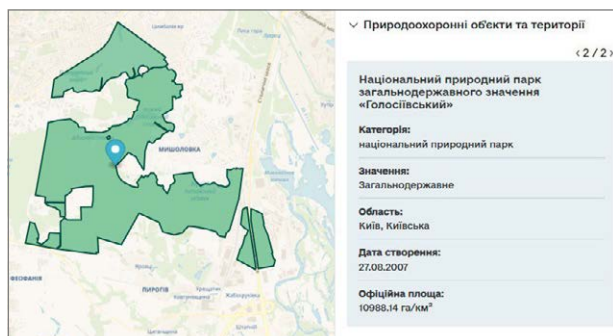 Природоохоронні об'єкти та території
‹ 2 / 2 ›
Національний природний парк
загальнодержавного значення
«Голосіївський»
Категорія:
національний природний парк
Значення:
Загальнодержавне
Область:
Київ, Київська
Дата створення:
27.08.2007
Офіційна площа:
10988.14 га/км²
МИШОЛОВКА
ФЕОФАНІЯ
ПИРОГІВ